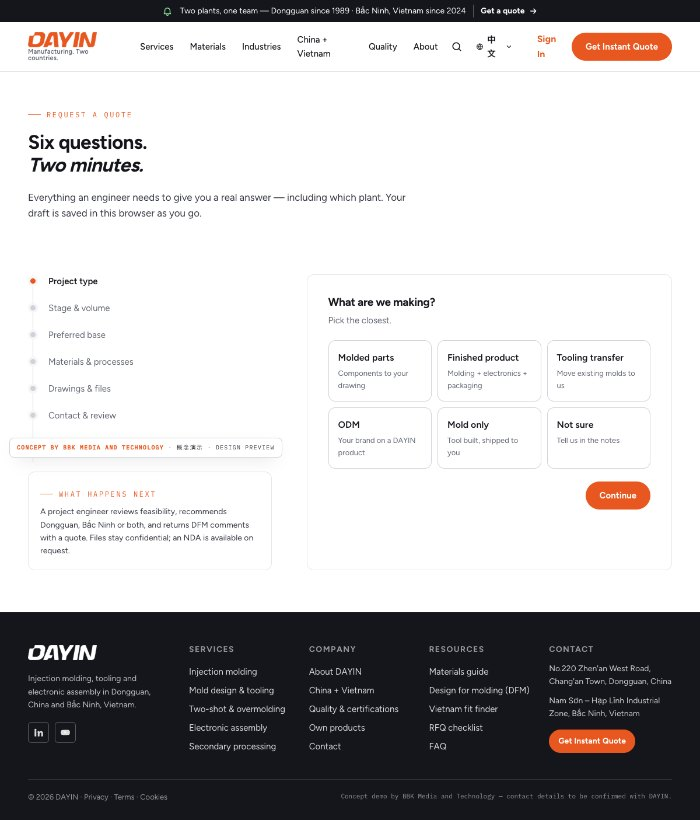 Two plants, one team — Dongguan since 1989 · Bắc Ninh, Vietnam since 2024
Get a quote →
DAYIN
Manufacturing. Two
countries.
Services
Materials
Industries
China +
Vietnam
Quality
About
中
文
Sign
In
Get Instant Quote
REQUEST A QUOTE
Six questions.
Two minutes.
Everything an engineer needs to give you a real answer — including which plant. Your
draft is saved in this browser as you go.
Project type
Stage & volume
Preferred base
Materials & processes
Drawings & files
Contact & review
CONCEPT BY BBK MEDIA AND TECHNOLOGY · 概念演示 · DESIGN PREVIEW
WHAT HAPPENS NEXT
A project engineer reviews feasibility, recommends
Dongguan, Bắc Ninh or both, and returns DFM comments
with a quote. Files stay confidential; an NDA is available on
request.
What are we making?
Pick the closest.
Molded parts
Components to your
drawing
Finished product
Molding + electronics +
packaging
Tooling transfer
Move existing molds to
us
ODM
Your brand on a DAYIN
product
Mold only
Tool built, shipped to
you
Not sure
Tell us in the notes
Continue
DAYIN
Injection molding, tooling and
electronic assembly in Dongguan,
China and Bắc Ninh, Vietnam.
in
SERVICES
Injection molding
Mold design & tooling
Two-shot & overmolding
Electronic assembly
Secondary processing
COMPANY
About DAYIN
China + Vietnam
Quality & certifications
Own products
Contact
RESOURCES
Materials guide
Design for molding (DFM)
Vietnam fit finder
RFQ checklist
FAQ
CONTACT
No.220 Zhen'an West Road,
Chang'an Town, Dongguan, China
Nam Sơn – Hạp Lĩnh Industrial
Zone, Bắc Ninh, Vietnam
Get Instant Quote
© 2026 DAYIN · Privacy · Terms · Cookies
Concept demo by BBK Media and Technology — contact details to be confirmed with DAYIN.